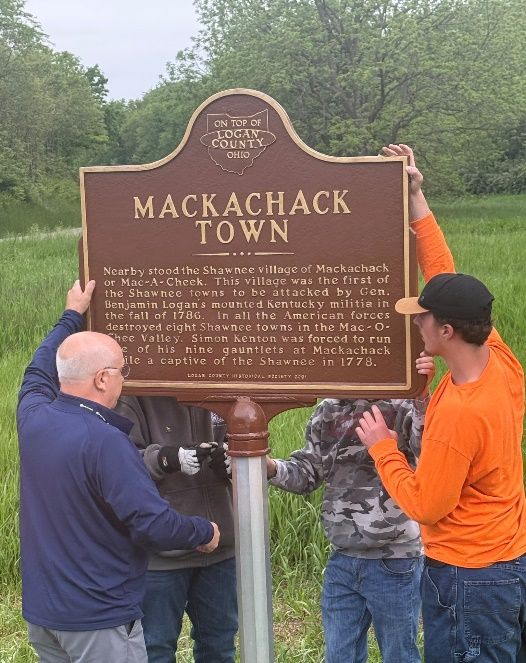 ON TOP OF
LOGAN
COUNTY
OHIO
MACKACHACK
TOWN
Nearby stood the Shawnee village of Mackachack
or Mac-A-Cheek. This village was the first of
the Shawnee towns to be attacked by Gen.
Benjamin Logan's mounted Kentucky militia in
the fall of 1786. In all the American forces
destroyed eight Shawnee towns in the Mac-O-
hee Valley. Simon Kenton was forced to run
e of his nine gauntlets at Mackachack
ile a captive of the Shawnee in 1778.
LOGAN COUNTY HISTORICAL SOCIETY 2001